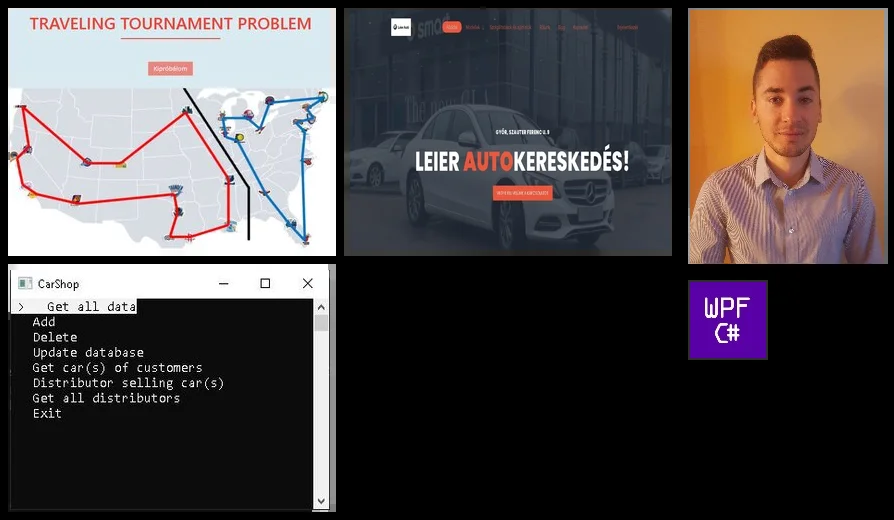 TRAVELING TOURNAMENT PROBLEM
Kipróbálom
GYŐR, SZAUTER FERENC U. 8
LEIER AUTOKERESKEDÉS!
CarShop
> Get all data
Add
Delete
Update database
Get car(s) of customers
Distributor selling car(s)
Get all distributors
Exit
WPF
C#